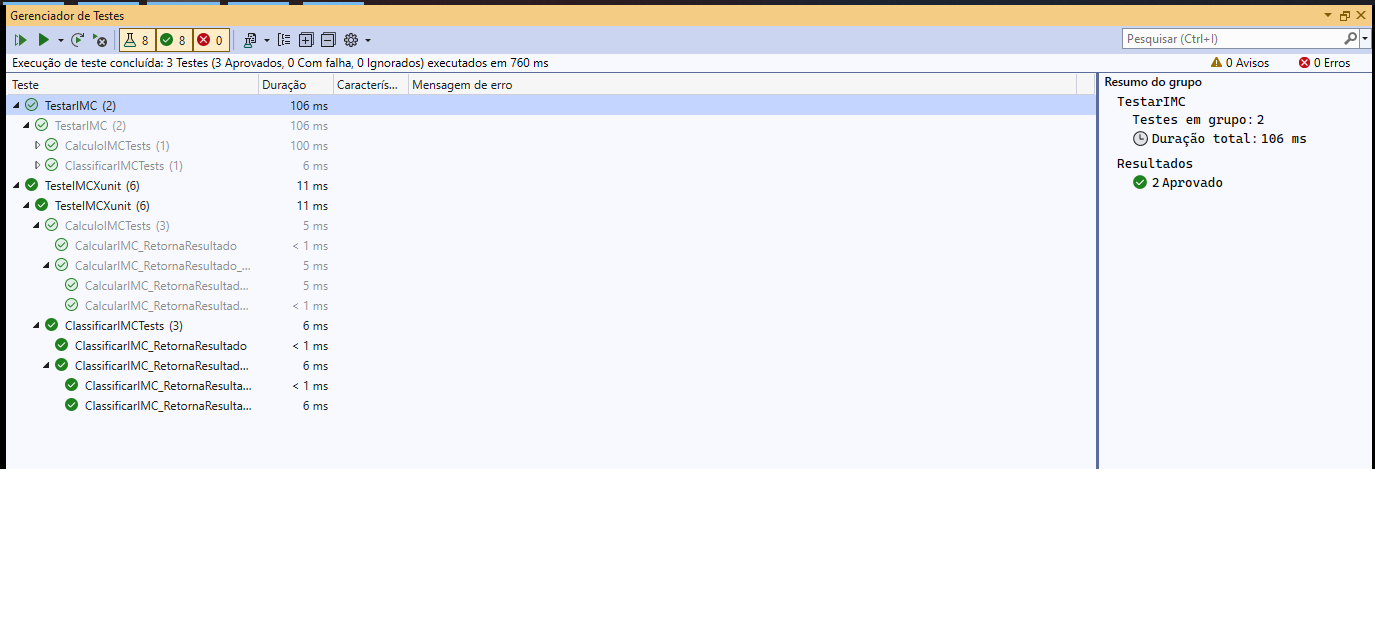 Gerenciador de Testes
8 8 0 Pesquisar (Ctrl+I)
Execução de teste concluída: 3 Testes (3 Aprovados, 0 Com falha, 0 Ignorados) executados em 760 ms 0 Avisos 0 Erros
Teste Duração Caracterís... Mensagem de erro
TestarIMC (2) 106 ms
TestarIMC (2) 106 ms
CalculoIMCTests (1) 100 ms
ClassificarIMCTests (1) 6 ms
TesteIMCXunit (6) 11 ms
TesteIMCXunit (6) 11 ms
CalculoIMCTests (3) 5 ms
CalcularIMC_RetornaResultado < 1 ms
CalcularIMC_RetornaResultado_... 5 ms
CalcularIMC_RetornaResultad... 5 ms
CalcularIMC_RetornaResultad... < 1 ms
ClassificarIMCTests (3) 6 ms
ClassificarIMC_RetornaResultado < 1 ms
ClassificarIMC_RetornaResultad... 6 ms
ClassificarIMC_RetornaResulta... < 1 ms
ClassificarIMC_RetornaResulta... 6 ms
Resumo do grupo
TestarIMC
Testes em grupo: 2
Duração total: 106 ms
Resultados
2 Aprovado